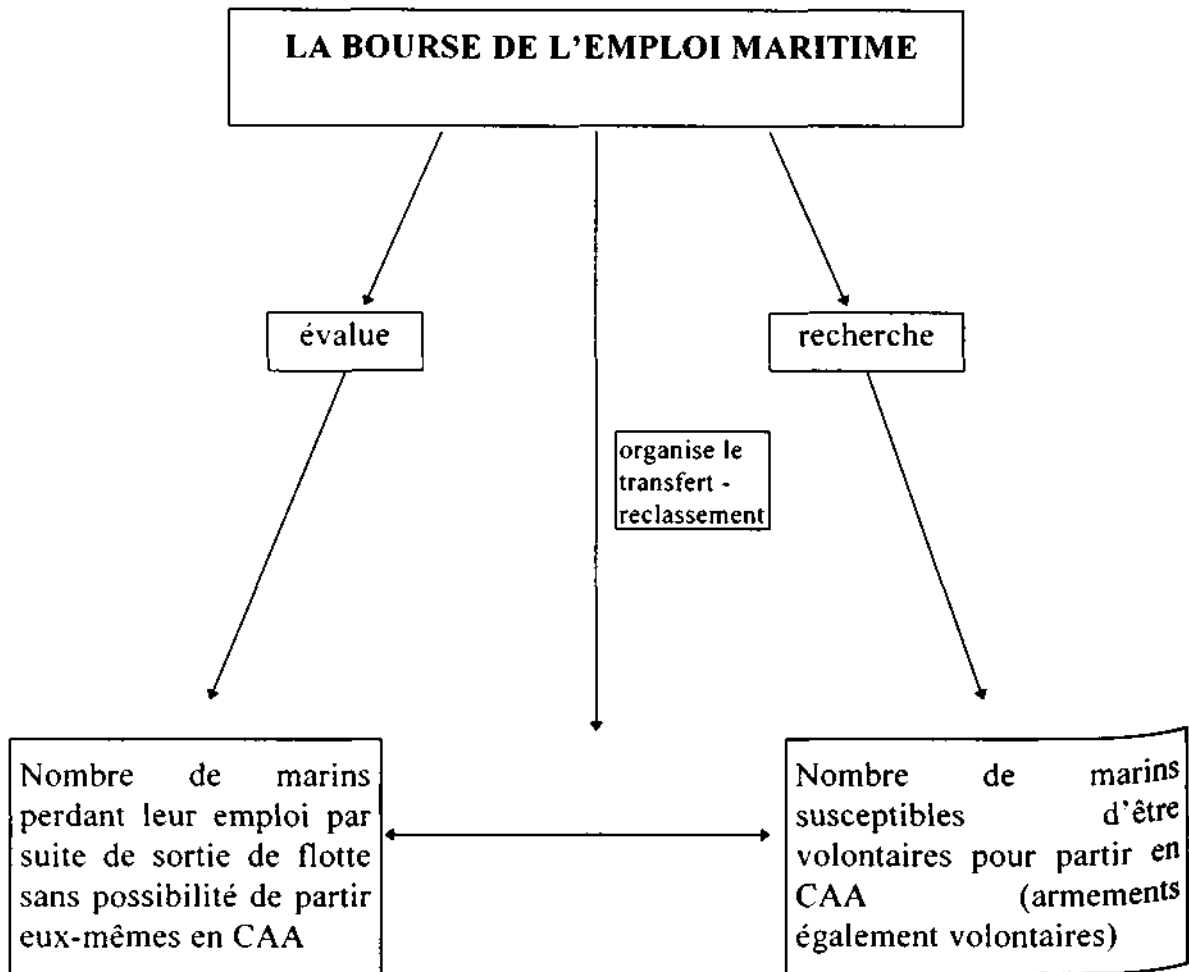 LA BOURSE DE L'EMPLOI MARITIME
évalue
recherche
organise le
transfert -
reclassement
Nombre de marins
perdant leur emploi par
suite de sortie de flotte
sans possibilité de partir
eux-mêmes en CAA
Nombre de marins
susceptibles d'être
volontaires pour partir en
CAA (armements
également volontaires)